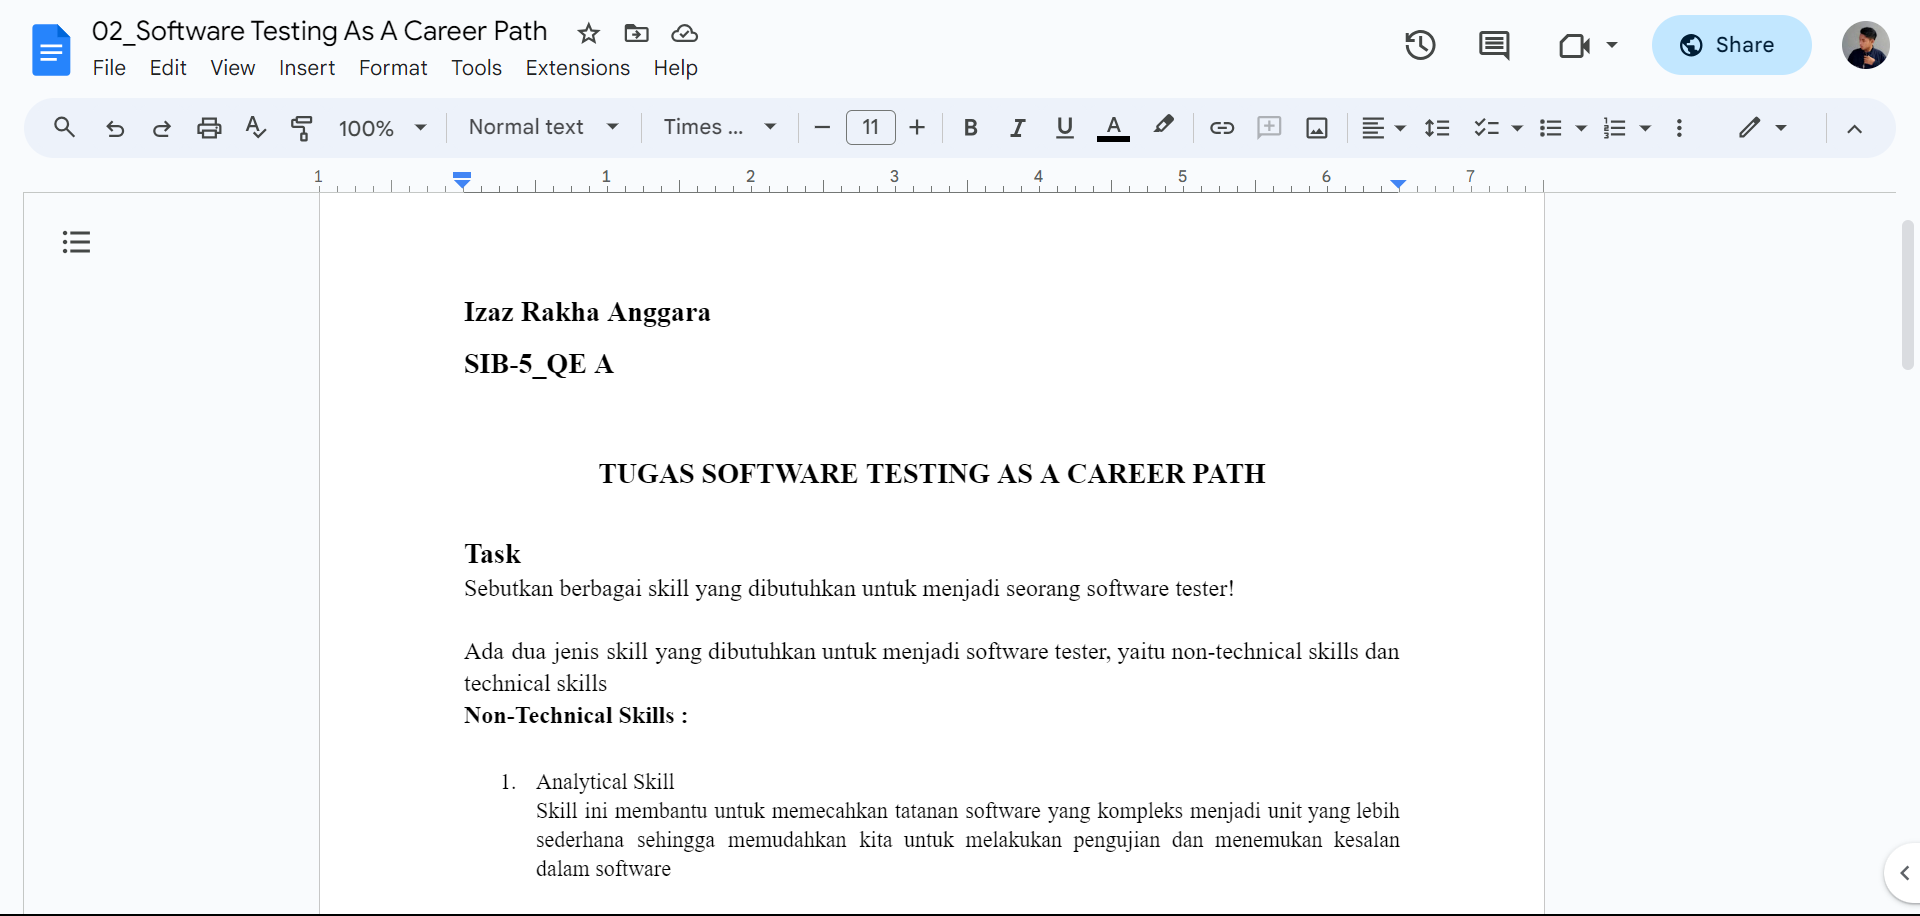 02_Software Testing As A Career Path
File Edit View Insert Format Tools Extensions Help
Share
100% Normal text Times ... 11 B I U A
1 1 2 3 4 5 6 7
Izaz Rakha Anggara
SIB-5_QE A
TUGAS SOFTWARE TESTING AS A CAREER PATH
Task
Sebutkan berbagai skill yang dibutuhkan untuk menjadi seorang software tester!
Ada dua jenis skill yang dibutuhkan untuk menjadi software tester, yaitu non-technical skills dan
technical skills
Non-Technical Skills :
1. Analytical Skill
Skill ini membantu untuk memecahkan tatanan software yang kompleks menjadi unit yang lebih
sederhana sehingga memudahkan kita untuk melakukan pengujian dan menemukan kesalan
dalam software